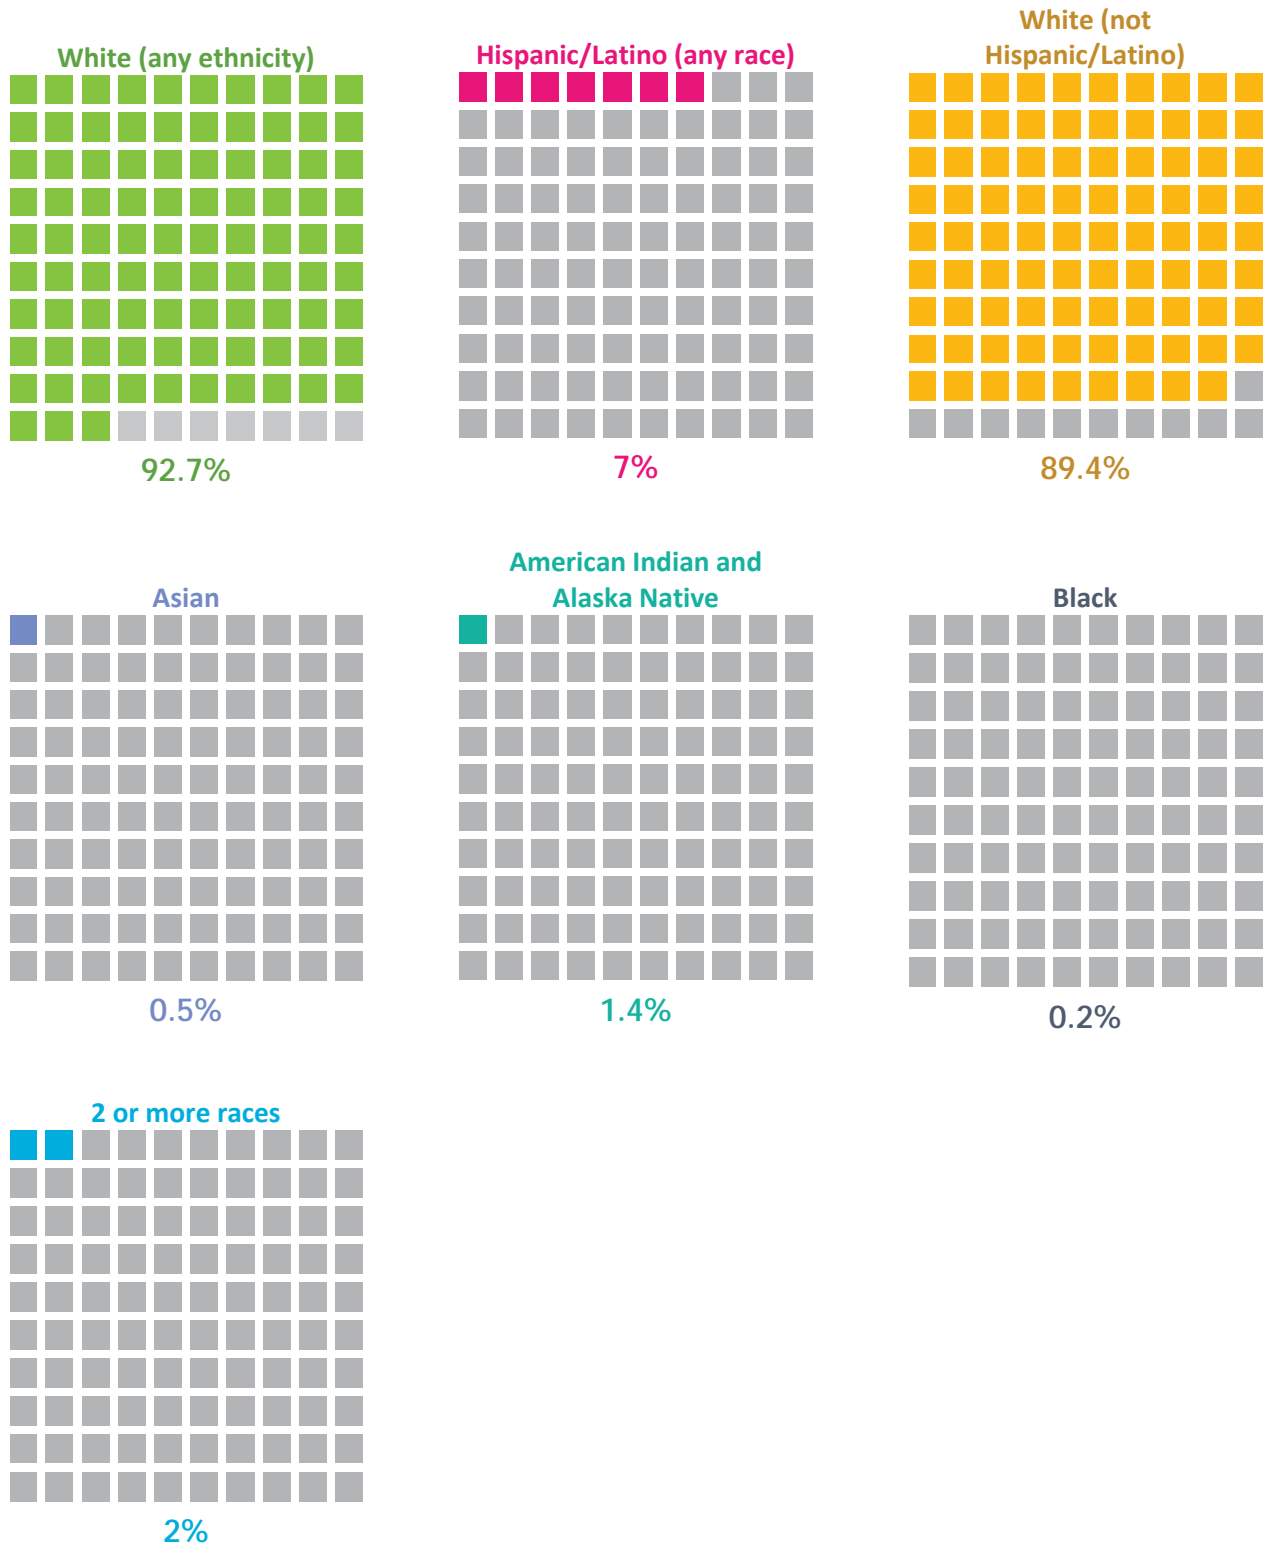 White (any ethnicity)
92.7%
Hispanic/Latino (any race)
7%
White (not
Hispanic/Latino)
89.4%
Asian
0.5%
American Indian and
Alaska Native
1.4%
Black
0.2%
2 or more races
2%